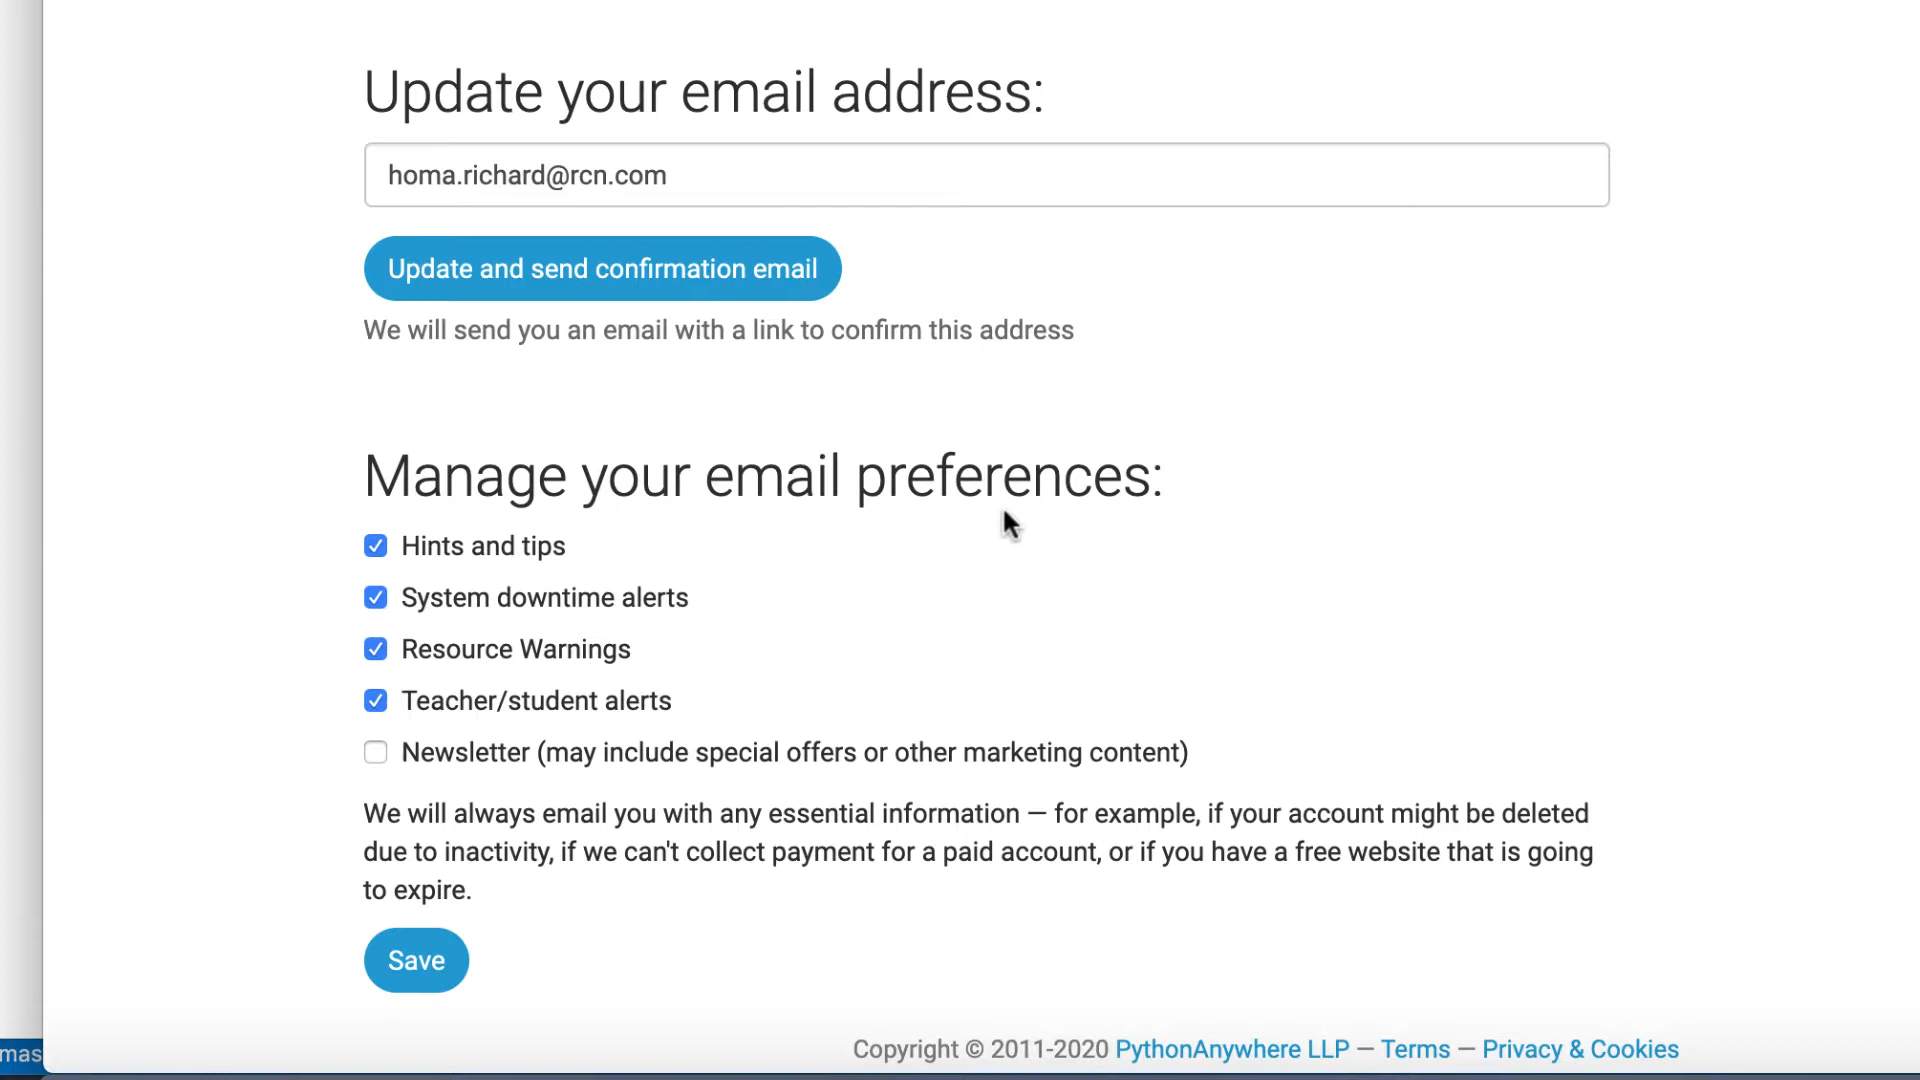 Update your email address:
homa.richard@rcn.com
Update and send confirmation email
We will send you an email with a link to confirm this address
Manage your email preferences:
Hints and tips
System downtime alerts
Resource Warnings
Teacher/student alerts
Newsletter (may include special offers or other marketing content)
We will always email you with any essential information — for example, if your account might be deleted
due to inactivity, if we can't collect payment for a paid account, or if you have a free website that is going
to expire.
Save
mas
Copyright © 2011-2020 PythonAnywhere LLP — Terms — Privacy & Cookies